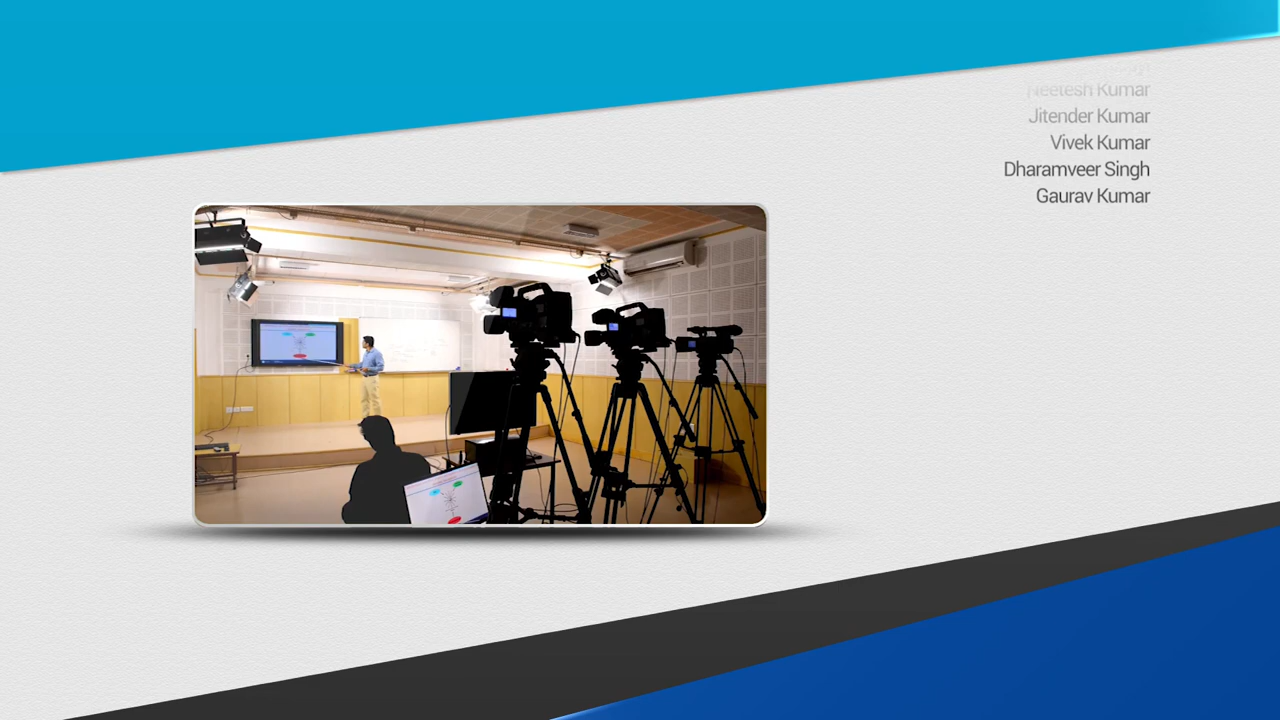 Neetesh Kumar
Jitender Kumar
Vivek Kumar
Dharamveer Singh
Gaurav Kumar